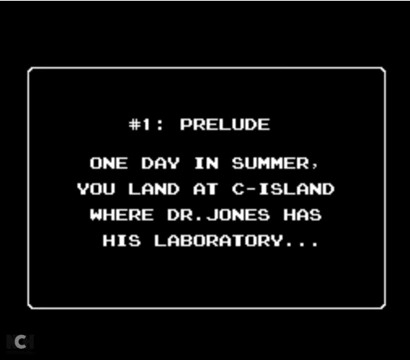 #1: PRELUDE
ONE DAY IN SUMMER,
YOU LAND AT C-ISLAND
WHERE DR.JONES HAS
HIS LABORATORY...
C